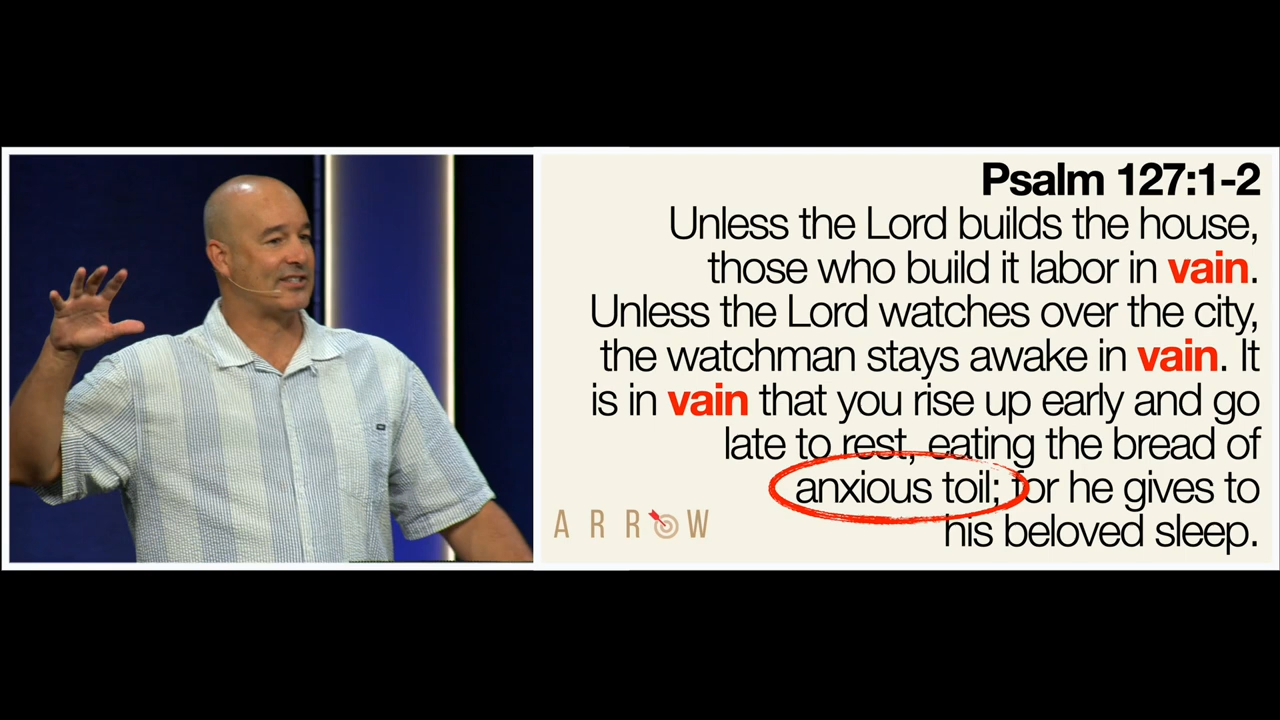 Psalm 127:1-2
Unless the Lord builds the house,
those who build it labor in vain.
Unless the Lord watches over the city,
the watchman stays awake in vain. It
is in vain that you rise up early and go
late to rest, eating the bread of
anxious toil; for he gives to
his beloved sleep.
ARROW